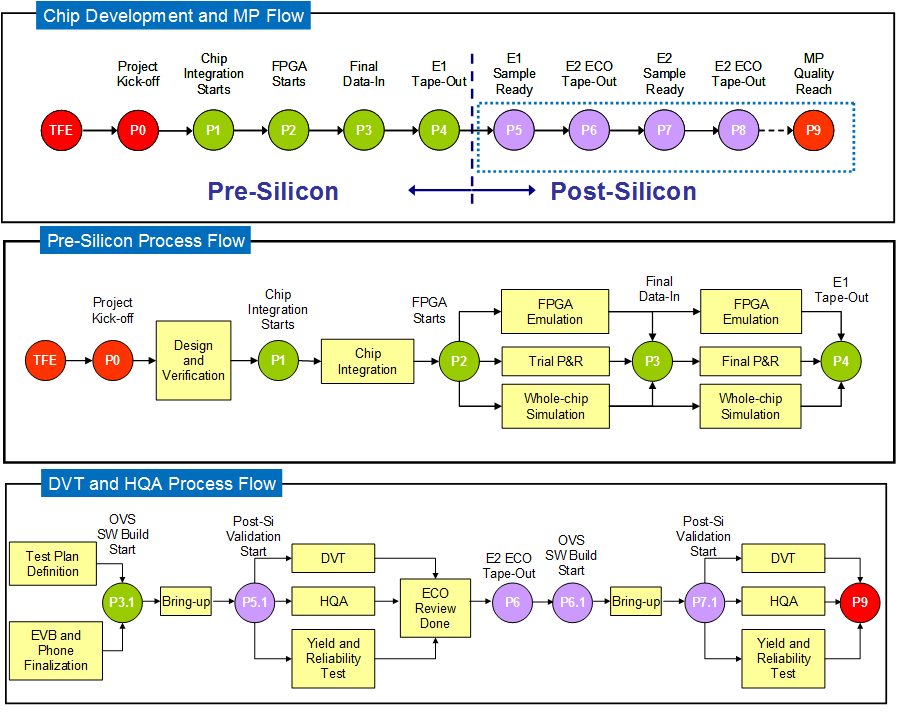 Chip Development and MP Flow
Project
Kick-off
Chip
Integration
Starts
FPGA
Starts
Final
Data-In
E1
Tape-Out
E1
Sample
Ready
E2 ECO
Tape-Out
E2
Sample
Ready
E2 ECO
Tape-Out
MP
Quality
Reach
TFE
P0
P1
P2
P3
P4
P5
P6
P7
P8
P9
Pre-Silicon
Post-Silicon
Pre-Silicon Process Flow
Project
Kick-off
Chip
Integration
Starts
FPGA
Starts
Final
Data-In
E1
Tape-Out
TFE
P0
Design
and
Verification
P1
Chip
Integration
P2
FPGA
Emulation
Trial P&R
Whole-chip
Simulation
P3
FPGA
Emulation
Final P&R
Whole-chip
Simulation
P4
DVT and HQA Process Flow
Test Plan
Definition
EVB and
Phone
Finalization
OVS
SW Build
Start
P3.1
Bring-up
Post-Si
Validation
Start
P5.1
DVT
HQA
Yield and
Reliability
Test
ECO
Review
Done
E2 ECO
Tape-Out
P6
OVS
SW Build
Start
P6.1
Bring-up
Post-Si
Validation
Start
P7.1
DVT
HQA
Yield and
Reliability
Test
P9